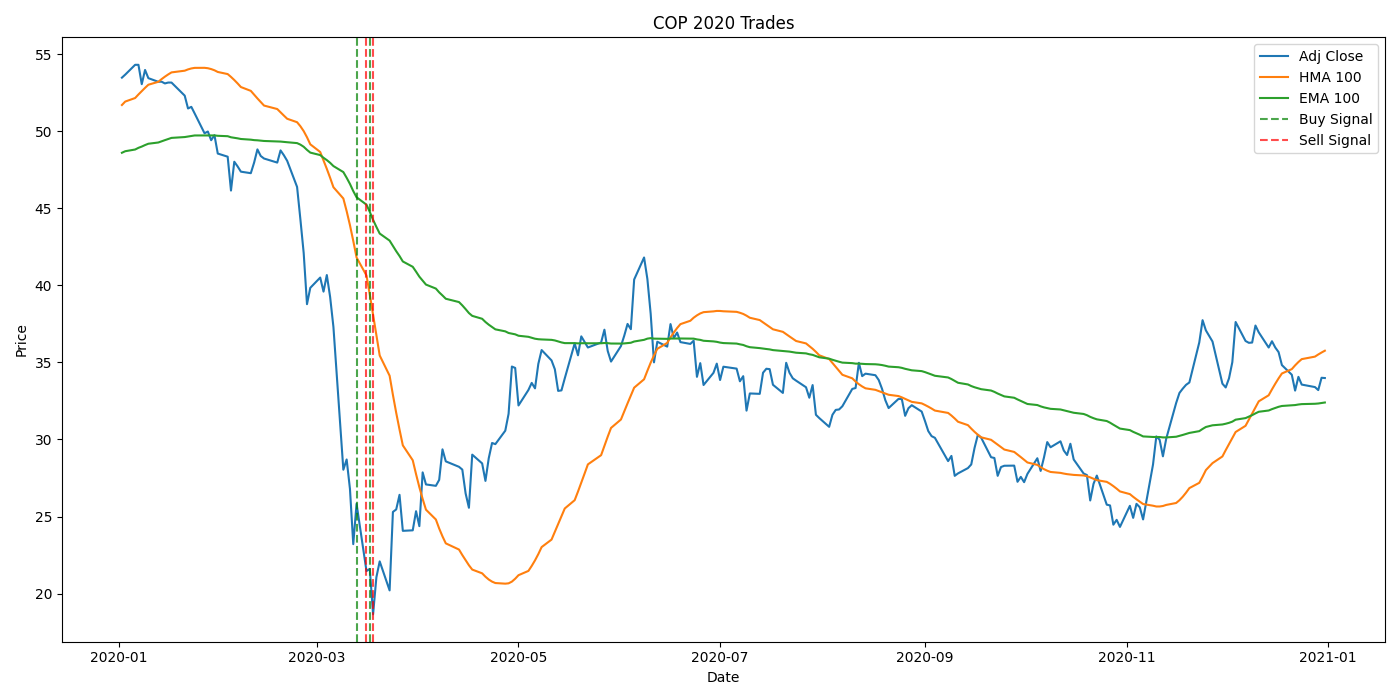 COP 2020 Trades
Adj Close
HMA 100
EMA 100
Buy Signal
Sell Signal
Price
55
50
45
40
35
30
25
20
2020-01 2020-03 2020-05 2020-07 2020-09 2020-11 2021-01
Date